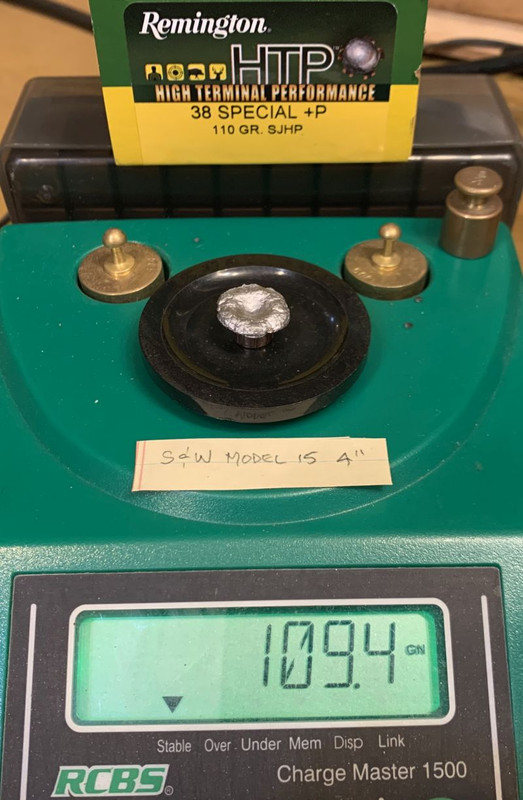 Remington.
HTP
HIGH TERMINAL PERFORMANCE
38 SPECIAL +P
110 GR. SJHP
S&W MODEL 15 4"
109.4 GN
Stable Over Under Mem Disp Link
RCBS® Charge Master 1500